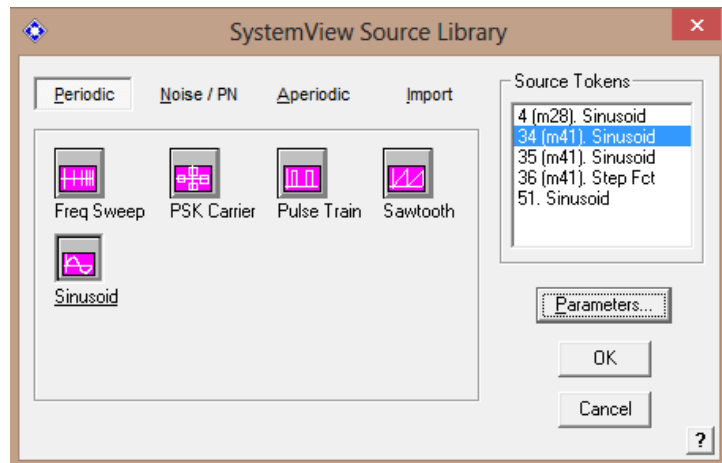 SystemView Source Library
×
Periodic Noise / PN Aperiodic Import
Source Tokens
4 (m28). Sinusoid
34 (m41). Sinusoid
35 (m41). Sinusoid
36 (m41). Step Fct
51. Sinusoid
Freq Sweep PSK Carrier Pulse Train Sawtooth
Sinusoid
Parameters...
OK
Cancel
?